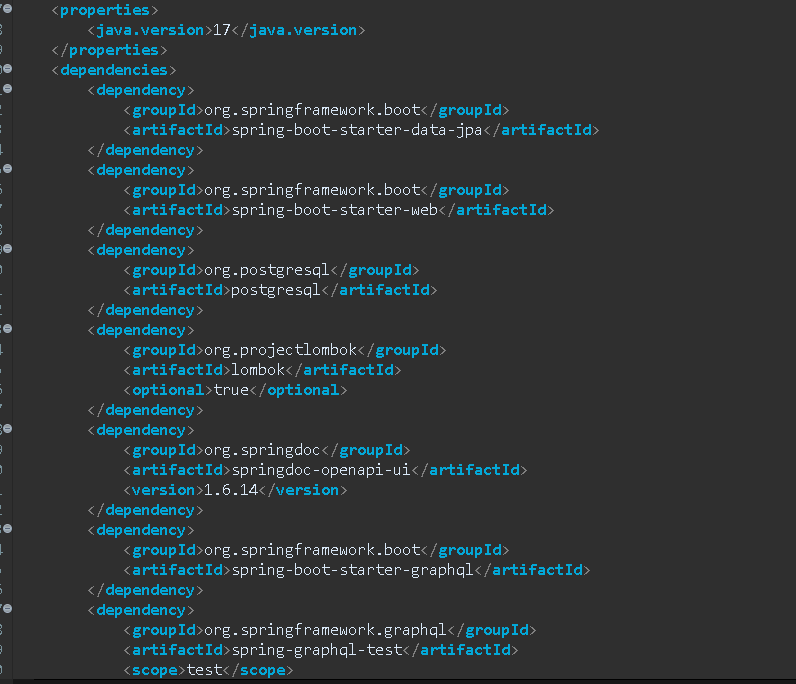 <properties>
<java.version>17</java.version>
</properties>
<dependencies>
<dependency>
<groupId>org.springframework.boot</groupId>
<artifactId>spring-boot-starter-data-jpa</artifactId>
</dependency>
<dependency>
<groupId>org.springframework.boot</groupId>
<artifactId>spring-boot-starter-web</artifactId>
</dependency>
<dependency>
<groupId>org.postgresql</groupId>
<artifactId>postgresql</artifactId>
</dependency>
<dependency>
<groupId>org.projectlombok</groupId>
<artifactId>lombok</artifactId>
<optional>true</optional>
</dependency>
<dependency>
<groupId>org.springdoc</groupId>
<artifactId>springdoc-openapi-ui</artifactId>
<version>1.6.14</version>
</dependency>
<dependency>
<groupId>org.springframework.boot</groupId>
<artifactId>spring-boot-starter-graphql</artifactId>
</dependency>
<dependency>
<groupId>org.springframework.graphql</groupId>
<artifactId>spring-graphql-test</artifactId>
<scope>test</scope>